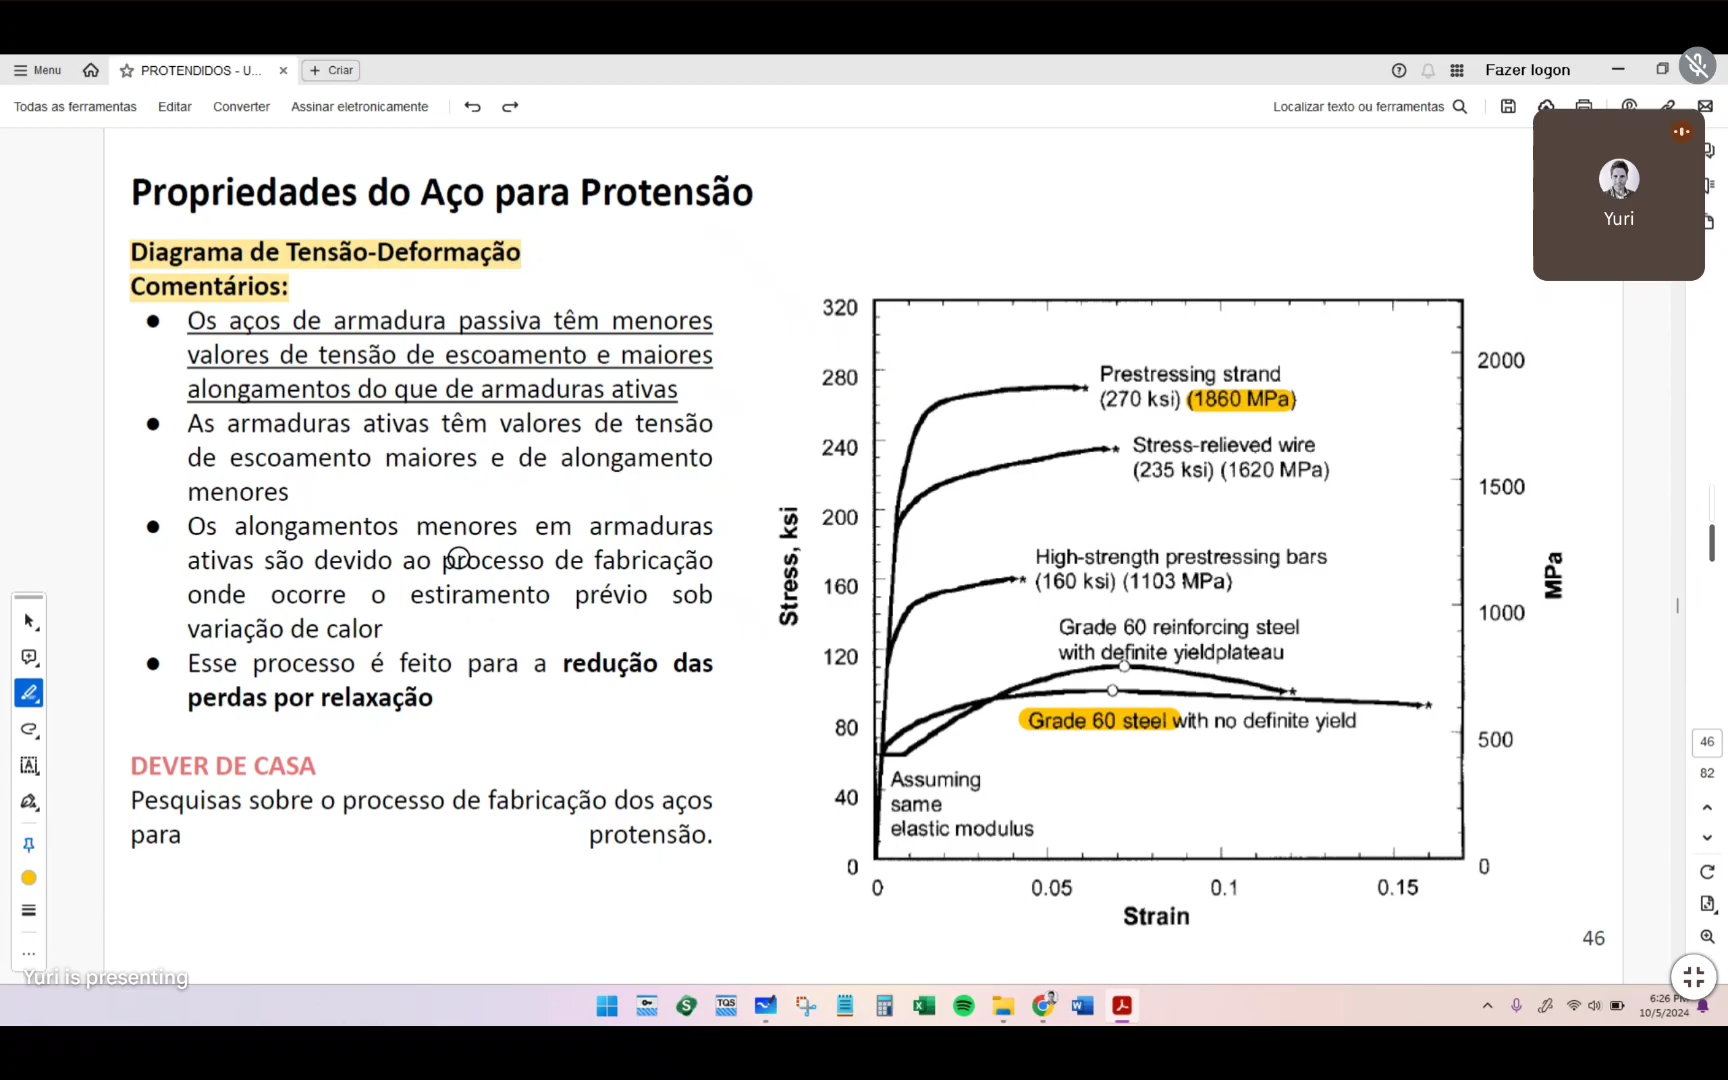 Menu
PROTENDIDOS - U...
Criar
Fazer logon
Todas as ferramentas
Editar
Converter
Assinar eletronicamente
Localizar texto ou ferramentas
Yuri
Propriedades do Aço para Protensão
Diagrama de Tensão-Deformação
Comentários:
● Os aços de armadura passiva têm menores
valores de tensão de escoamento e maiores
alongamentos do que de armaduras ativas
● As armaduras ativas têm valores de tensão
de escoamento maiores e de alongamento
menores
● Os alongamentos menores em armaduras
ativas são devido ao processo de fabricação
onde ocorre o estiramento prévio sob
variação de calor
● Esse processo é feito para a redução das
perdas por relaxação
DEVER DE CASA
Pesquisas sobre o processo de fabricação dos aços
para protensão.
Stress, ksi
320
280
240
200
160
120
80
40
0
Prestressing strand
(270 ksi) (1860 MPa)
Stress-relieved wire
(235 ksi) (1620 MPa)
High-strength prestressing bars
(160 ksi) (1103 MPa)
Grade 60 reinforcing steel
with definite yieldplateau
Grade 60 steel with no definite yield
Assuming
same
elastic modulus
2000
1500
1000
500
0
MPa
0
0.05
0.1
0.15
Strain
46
46
82
Yuri is presenting
TQS
6:26 PM
10/5/2024